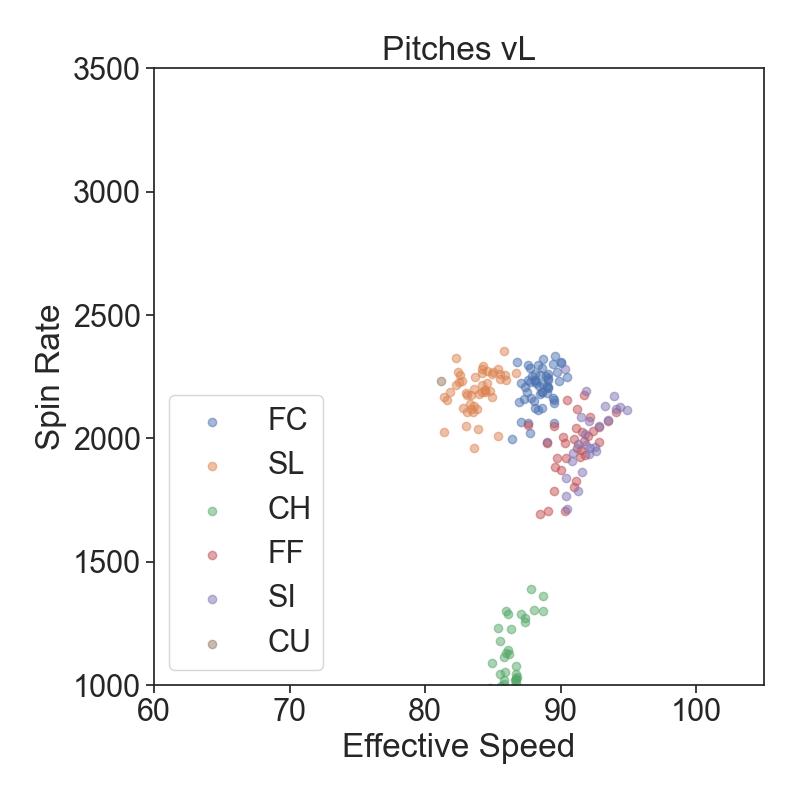 Pitches vL
3500
3000
2500
2000
1500
1000
Spin Rate
FC
SL
CH
FF
SI
CU
60 70 80 90 100
Effective Speed